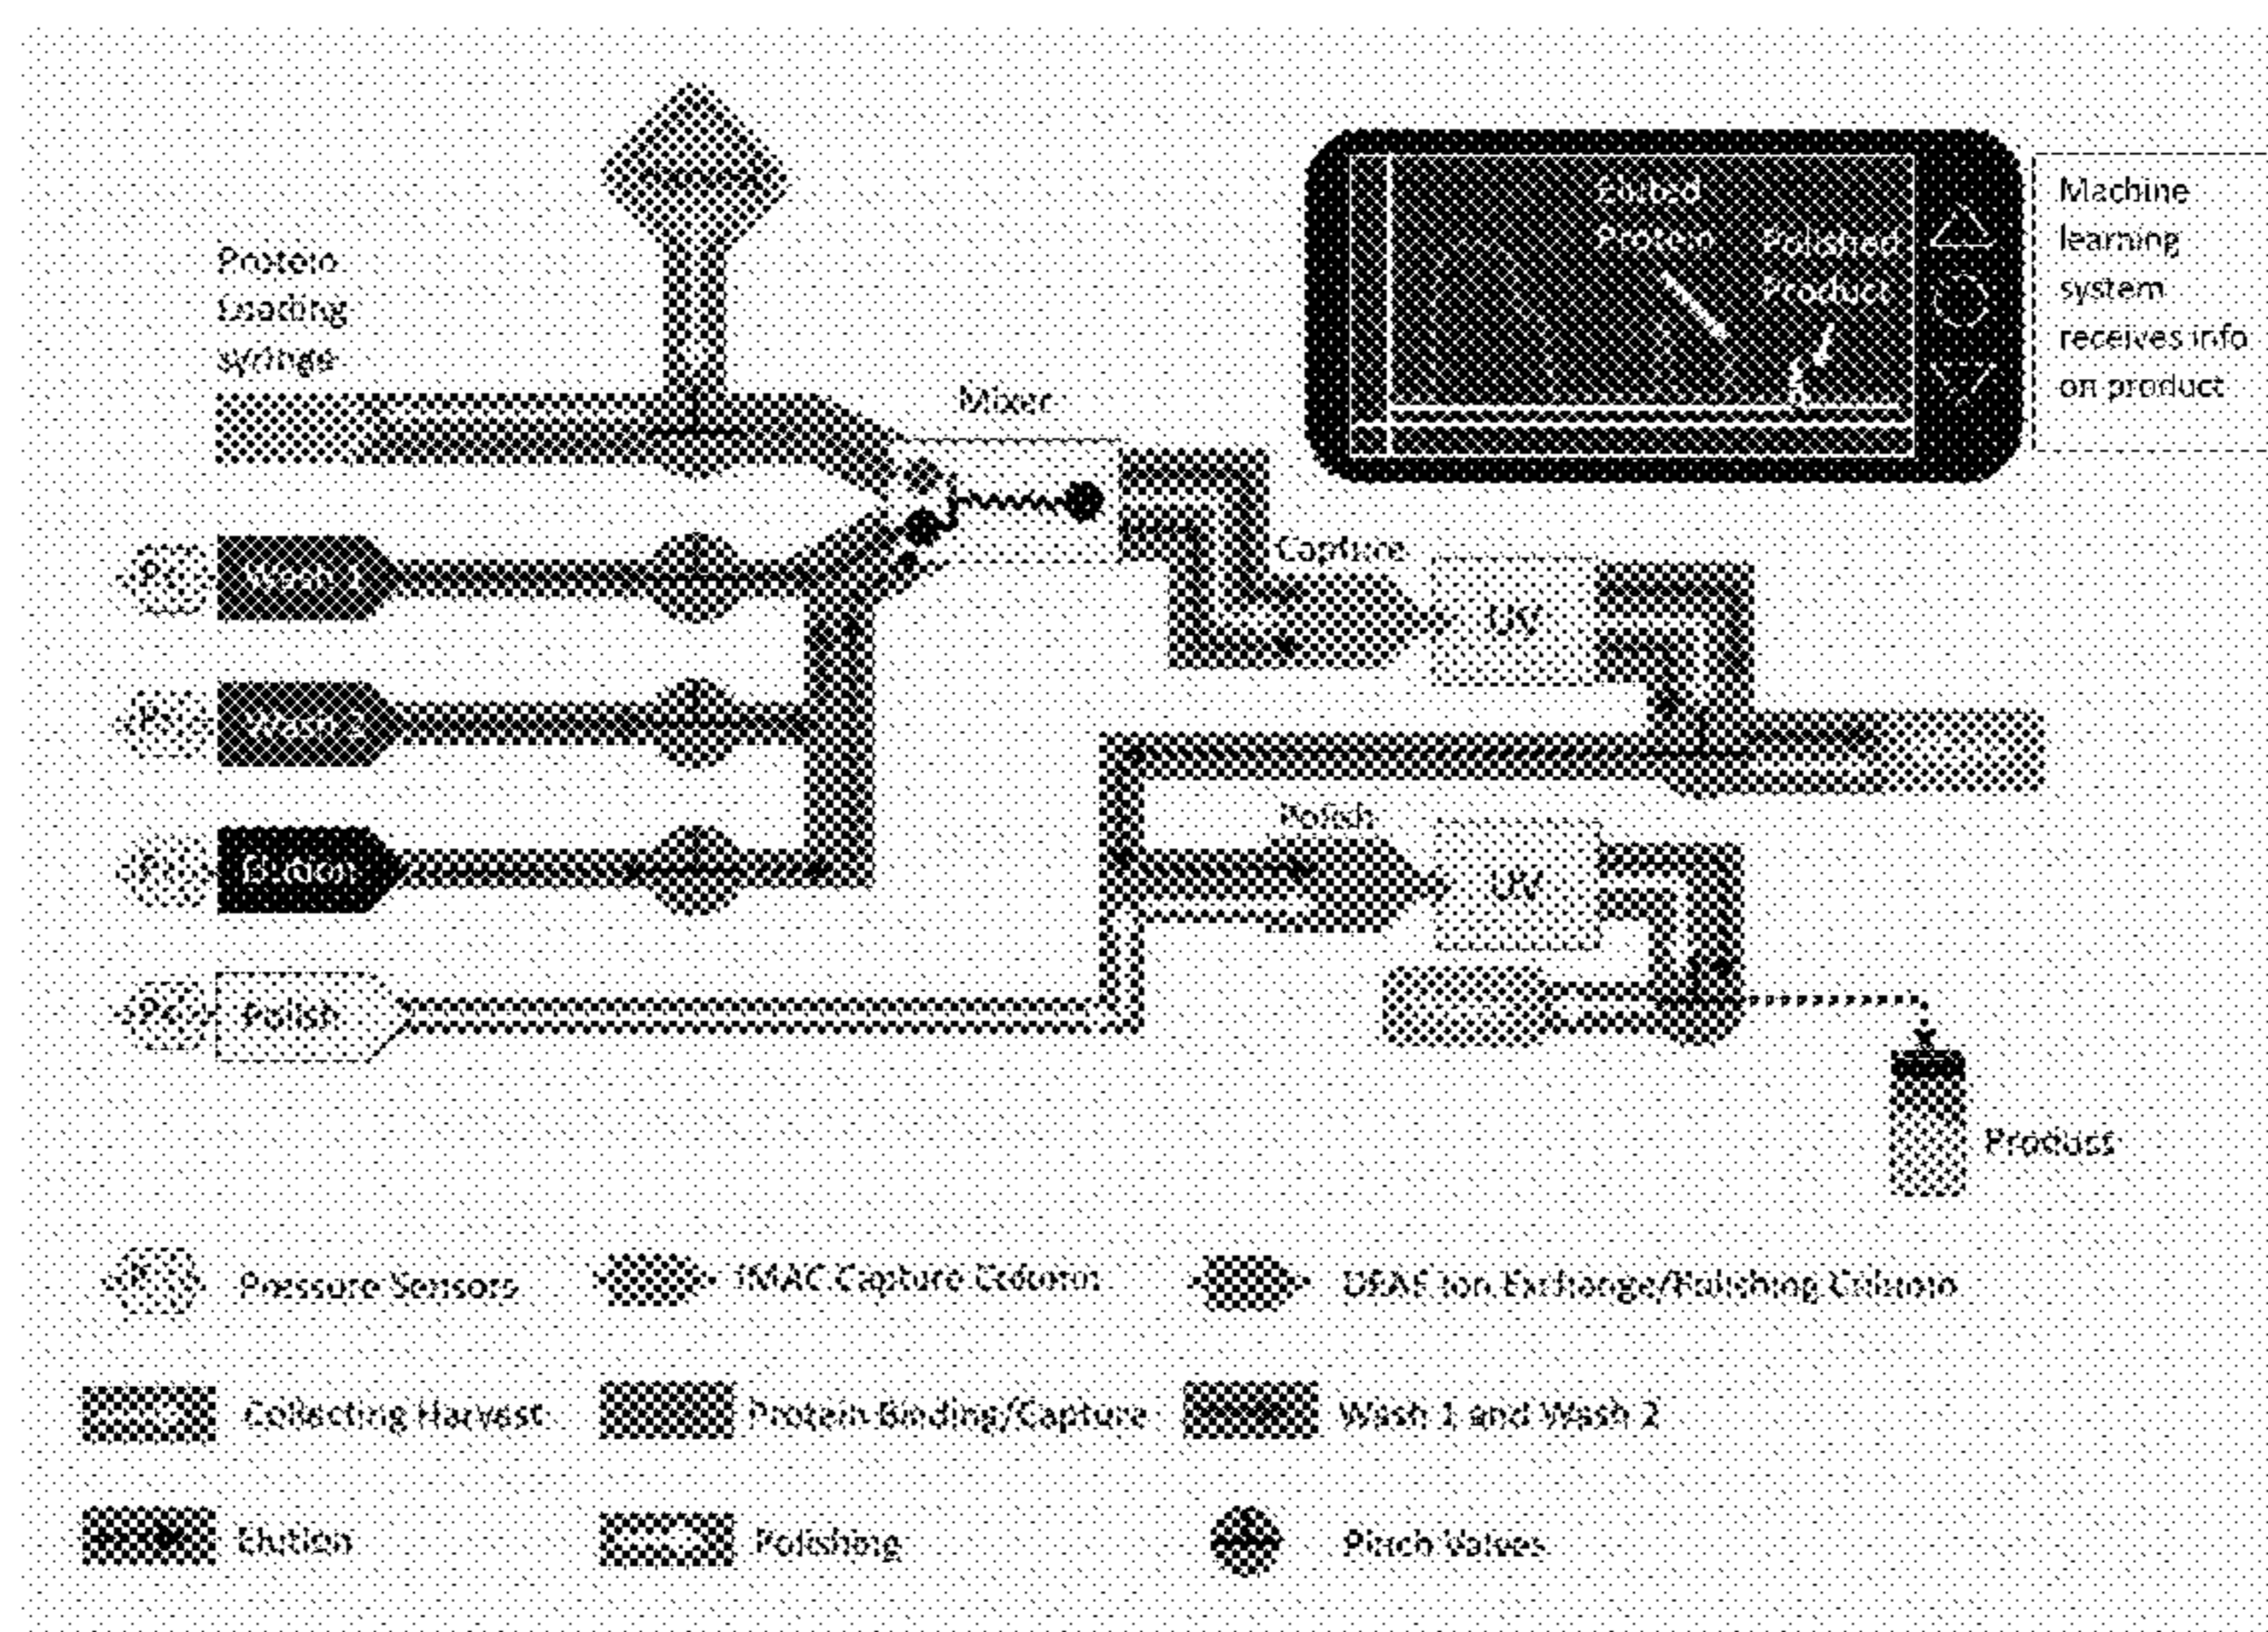 Protein
Loading
syringe
Mixer
Eluted
Protein
Polished
Product
Machine
learning
system
receives info
on product
Wash 1
Capture
UV
Wash 2
Elution
Polish
UV
Polish
Product
Pressure Sensors
IMAC Capture Column
DEAE Ion Exchange/Polishing Column
Collecting Harvest
Protein Binding/Capture
Wash 1 and Wash 2
Elution
Polishing
Pinch Valves